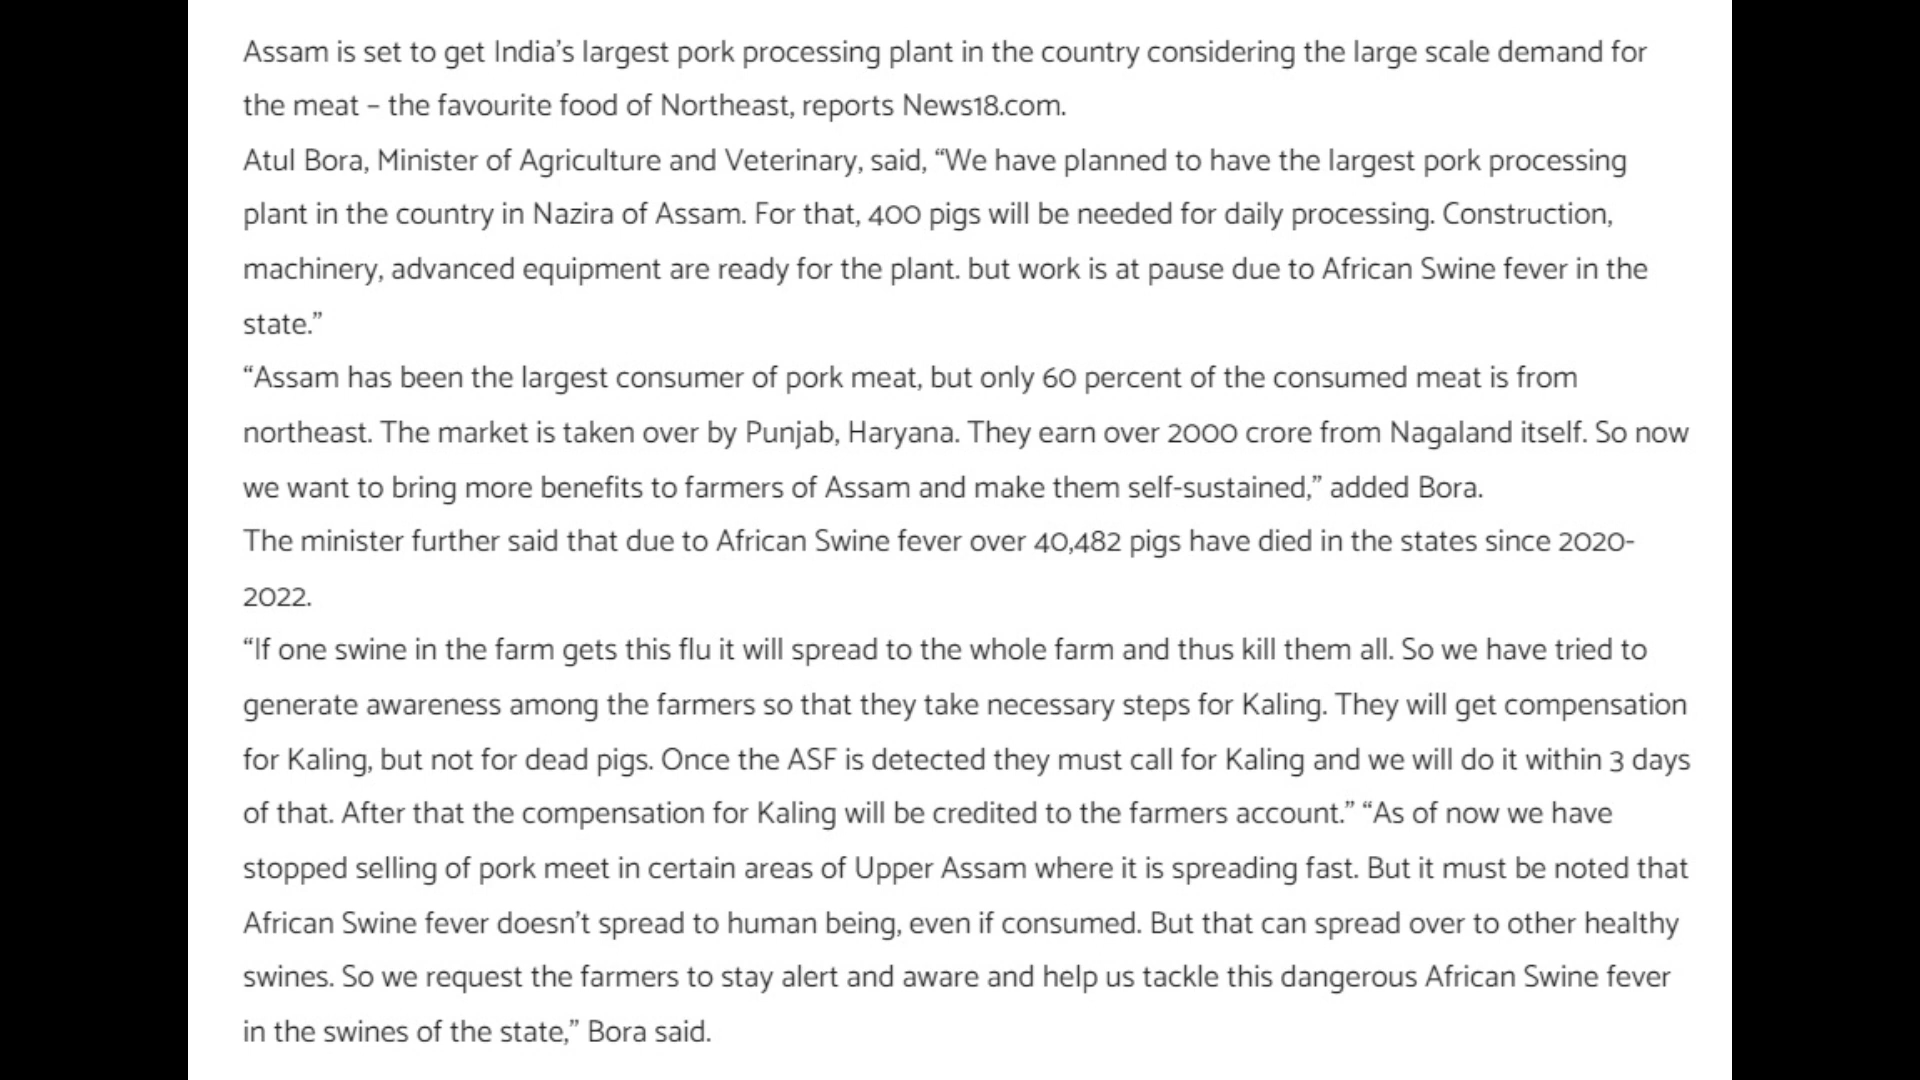 Assam is set to get India’s largest pork processing plant in the country considering the large scale demand for
the meat – the favourite food of Northeast, reports News18.com.
Atul Bora, Minister of Agriculture and Veterinary, said, “We have planned to have the largest pork processing
plant in the country in Nazira of Assam. For that, 400 pigs will be needed for daily processing. Construction,
machinery, advanced equipment are ready for the plant. but work is at pause due to African Swine fever in the
state.”
“Assam has been the largest consumer of pork meat, but only 60 percent of the consumed meat is from
northeast. The market is taken over by Punjab, Haryana. They earn over 2000 crore from Nagaland itself. So now
we want to bring more benefits to farmers of Assam and make them self-sustained,” added Bora.
The minister further said that due to African Swine fever over 40,482 pigs have died in the states since 2020-
2022.
“If one swine in the farm gets this flu it will spread to the whole farm and thus kill them all. So we have tried to
generate awareness among the farmers so that they take necessary steps for Kaling. They will get compensation
for Kaling, but not for dead pigs. Once the ASF is detected they must call for Kaling and we will do it within 3 days
of that. After that the compensation for Kaling will be credited to the farmers account.” “As of now we have
stopped selling of pork meet in certain areas of Upper Assam where it is spreading fast. But it must be noted that
African Swine fever doesn’t spread to human being, even if consumed. But that can spread over to other healthy
swines. So we request the farmers to stay alert and aware and help us tackle this dangerous African Swine fever
in the swines of the state,” Bora said.